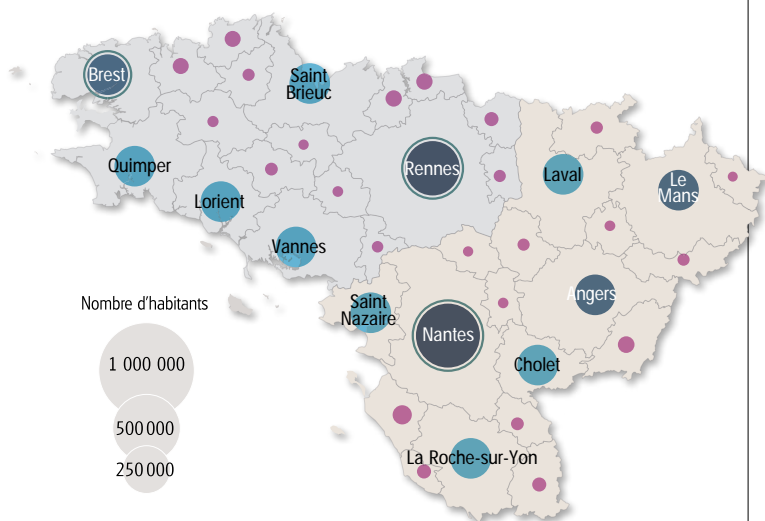 Brest
Saint
Brieuc
Quimper
Rennes
Laval
Le
Mans
Lorient
Vannes
Saint
Nazaire
Angers
Nantes
Cholet
La Roche-sur-Yon
Nombre d'habitants
1 000 000
500 000
250 000